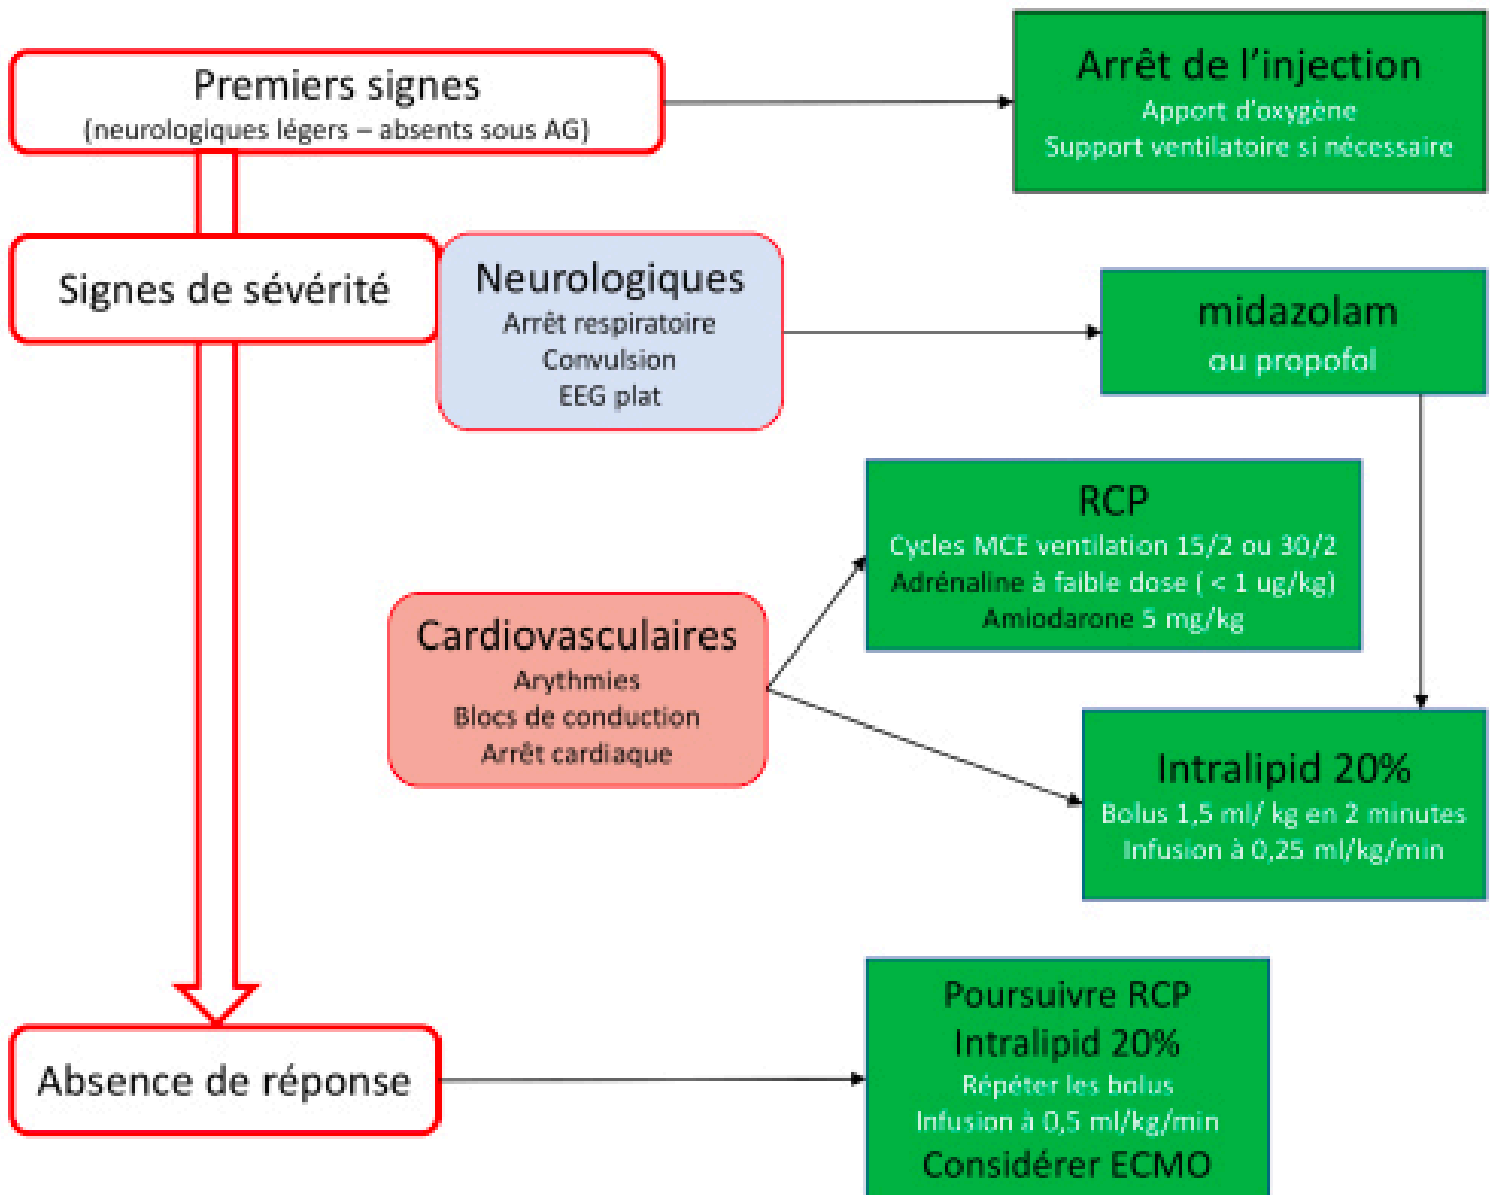 Premiers signes
(neurologiques légers – absents sous AG)
Arrêt de l'injection
Apport d'oxygène
Support ventilatoire si nécessaire
Signes de sévérité
Neurologiques
Arrêt respiratoire
Convulsion
EEG plat
midazolam
ou propofol
RCP
Cycles MCE ventilation 15/2 ou 30/2
Adrénaline à faible dose ( < 1 ug/kg)
Amiodarone 5 mg/kg
Cardiovasculaires
Arythmies
Blocs de conduction
Arrêt cardiaque
Intralipid 20%
Bolus 1,5 ml/ kg en 2 minutes
Infusion à 0,25 ml/kg/min
Absence de réponse
Poursuivre RCP
Intralipid 20%
Répéter les bolus
Infusion à 0,5 ml/kg/min
Considérer ECMO